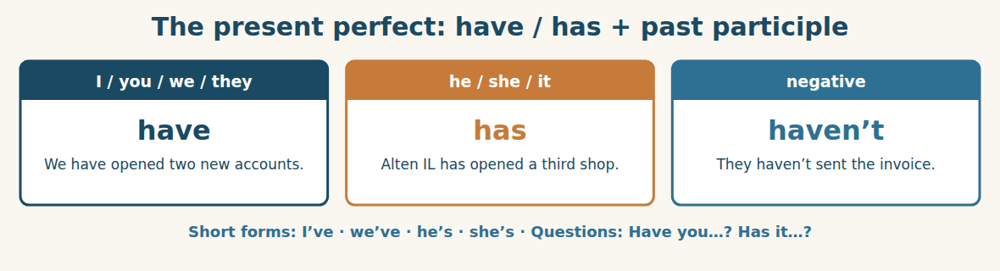 The present perfect: have / has + past participle
I / you / we / they
have
We have opened two new accounts.
he / she / it
has
Alten IL has opened a third shop.
negative
haven’t
They haven’t sent the invoice.
Short forms: I’ve · we’ve · he’s · she’s · Questions: Have you…? Has it…?